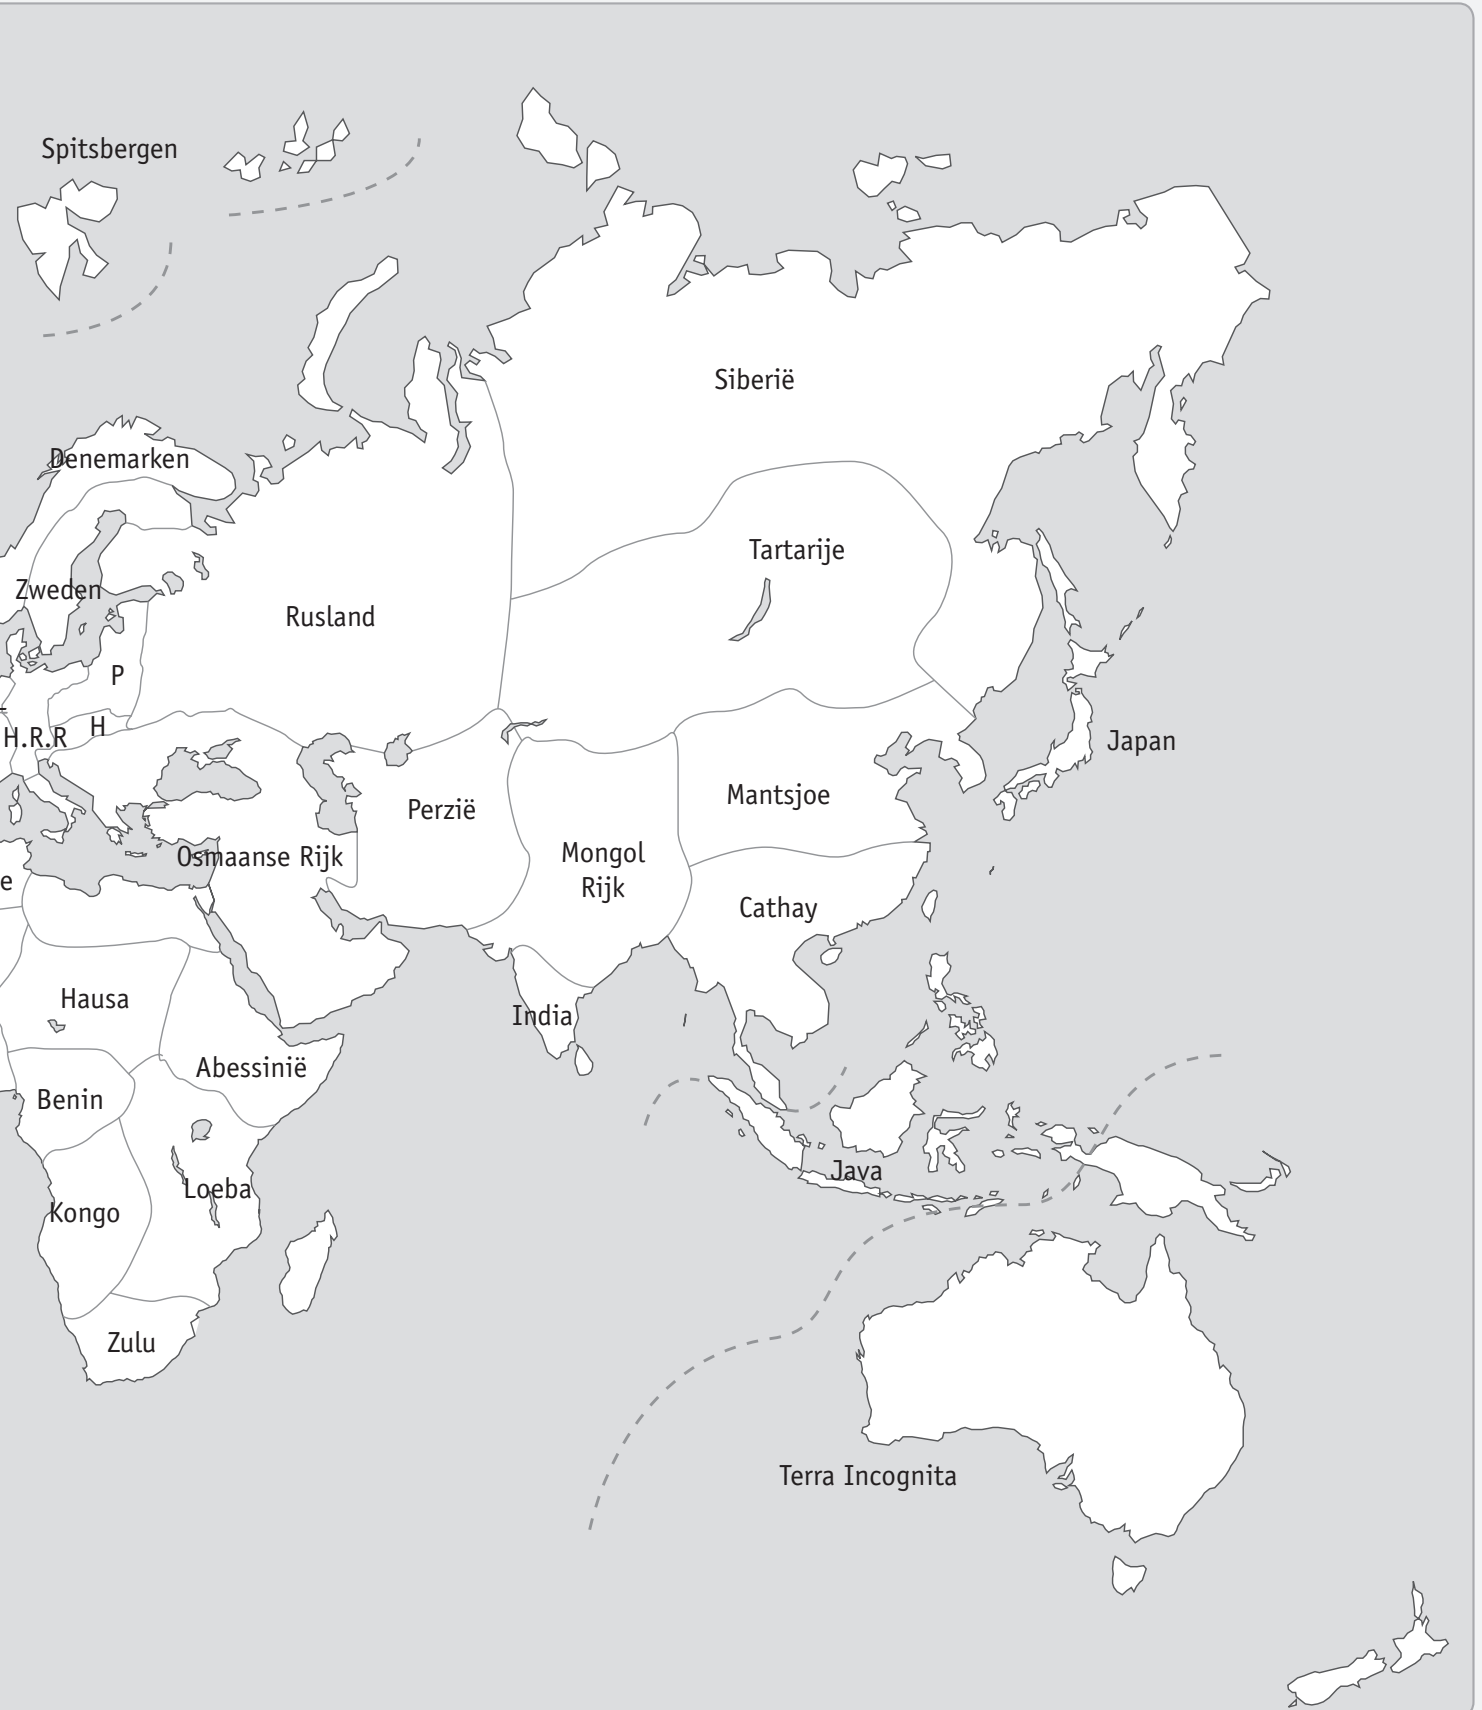 Spitsbergen
Siberië
Denemarken
Tartarije
Zweden
Rusland
P
H
H.R.R
Japan
Mantsjoe
Perzië
Mongol
Rijk
Osmaanse Rijk
e
Cathay
Hausa
India
Abessinië
Benin
Java
Loeba
Kongo
Zulu
Terra Incognita